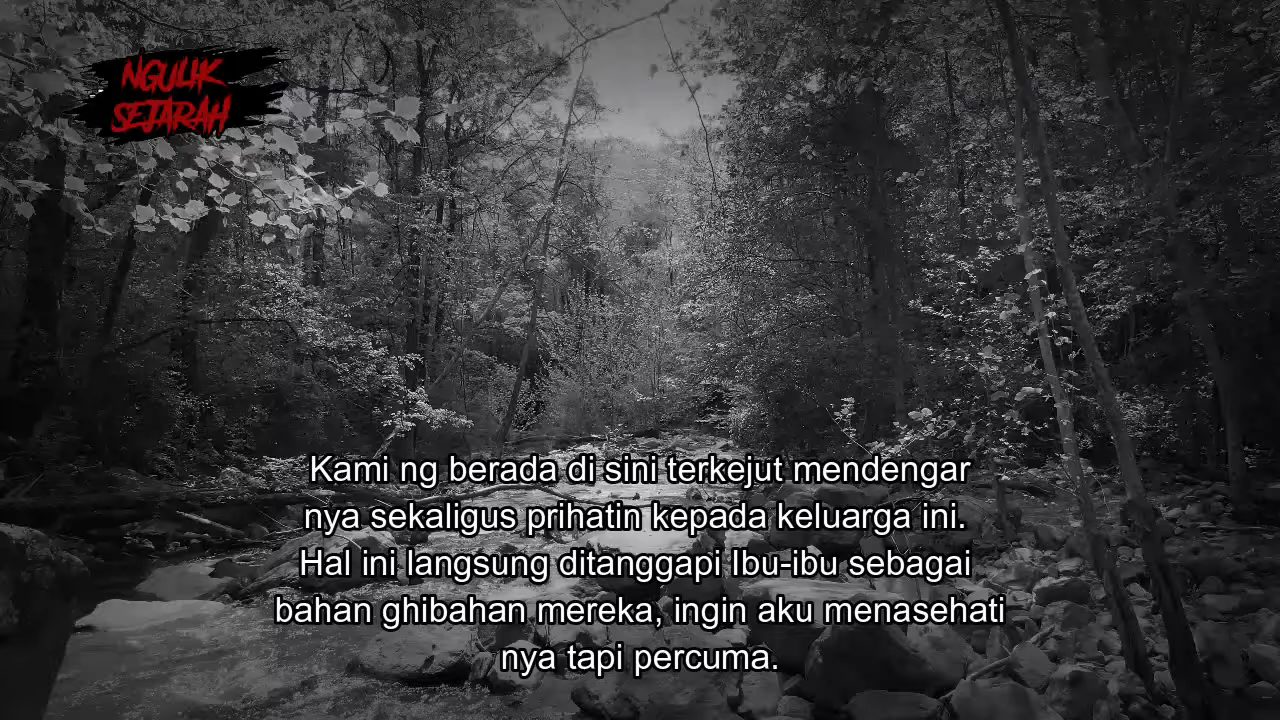 NGULIK
SEJARAH
Kami ng berada di sini terkejut mendengar
nya sekaligus prihatin kepada keluarga ini.
Hal ini langsung ditanggapi Ibu-ibu sebagai
bahan ghibahan mereka, ingin aku menasehati
nya tapi percuma.